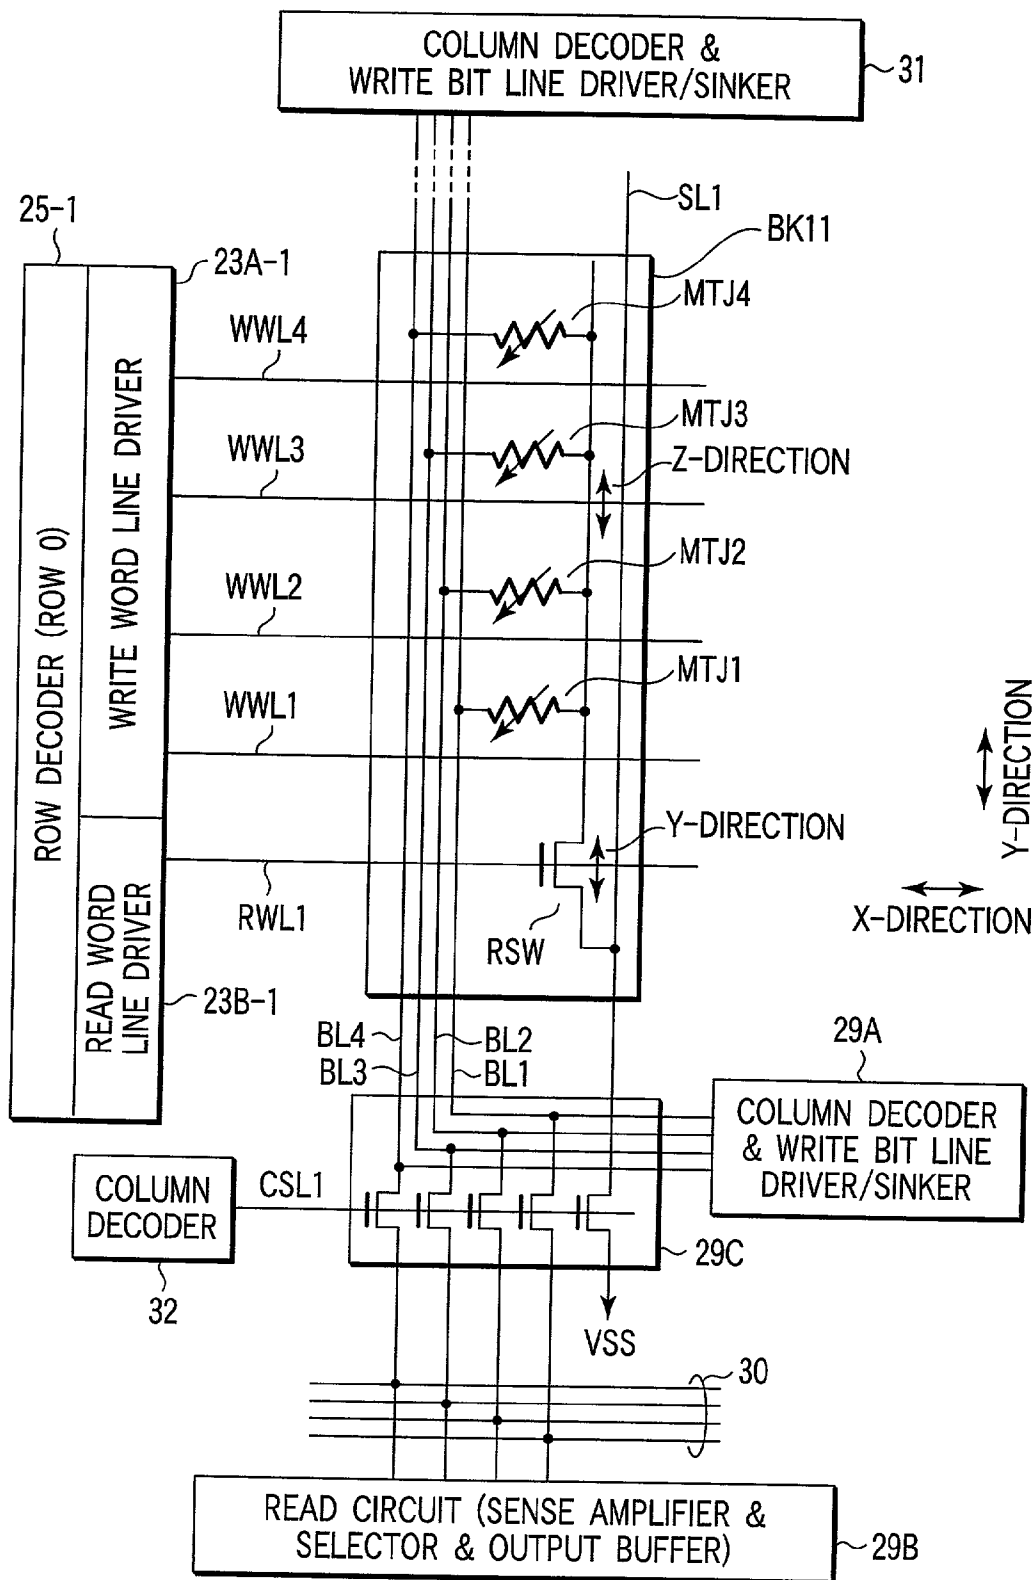 COLUMN DECODER &
WRITE BIT LINE DRIVER/SINKER
31
SL1
BK11
25-1
23A-1
ROW DECODER (ROW 0)
WRITE WORD LINE DRIVER
READ WORD
LINE DRIVER
23B-1
WWL4
WWL3
WWL2
WWL1
RWL1
MTJ4
MTJ3
Z-DIRECTION
MTJ2
MTJ1
Y-DIRECTION
RSW
Y-DIRECTION
X-DIRECTION
BL4
BL3
BL2
BL1
29A
COLUMN DECODER
& WRITE BIT LINE
DRIVER/SINKER
COLUMN
DECODER
32
CSL1
29C
VSS
30
READ CIRCUIT (SENSE AMPLIFIER &
SELECTOR & OUTPUT BUFFER)
29B